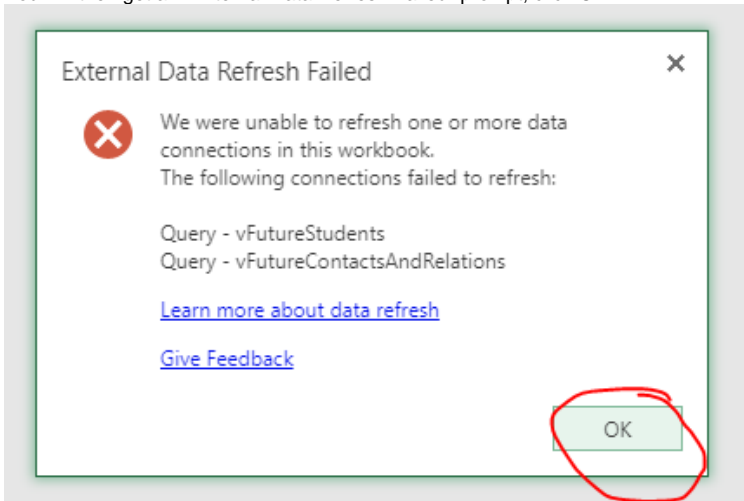 External Data Refresh Failed
We were unable to refresh one or more data
connections in this workbook.
The following connections failed to refresh:
Query - vFutureStudents
Query - vFutureContactsAndRelations
Learn more about data refresh
Give Feedback
OK